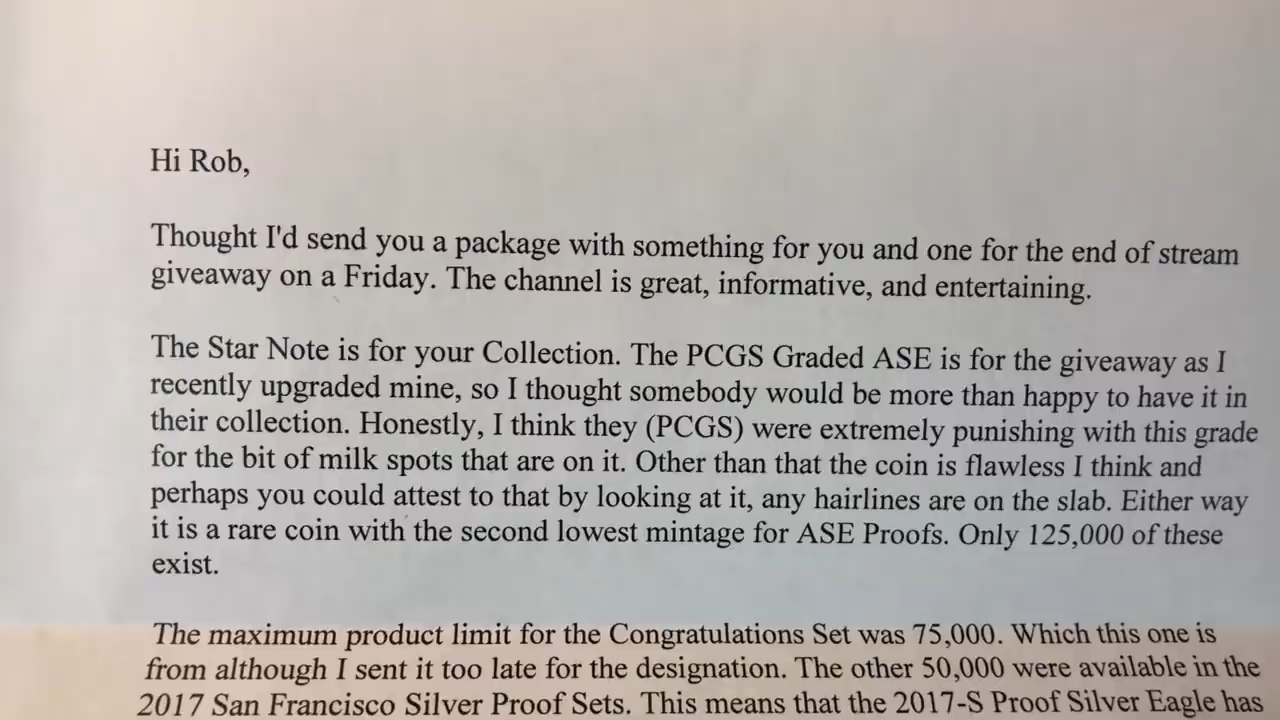 Hi Rob,
Thought I'd send you a package with something for you and one for the end of stream
giveaway on a Friday. The channel is great, informative, and entertaining.
The Star Note is for your Collection. The PCGS Graded ASE is for the giveaway as I
recently upgraded mine, so I thought somebody would be more than happy to have it in
their collection. Honestly, I think they (PCGS) were extremely punishing with this grade
for the bit of milk spots that are on it. Other than that the coin is flawless I think and
perhaps you could attest to that by looking at it, any hairlines are on the slab. Either way
it is a rare coin with the second lowest mintage for ASE Proofs. Only 125,000 of these
exist.
The maximum product limit for the Congratulations Set was 75,000. Which this one is
from although I sent it too late for the designation. The other 50,000 were available in the
2017 San Francisco Silver Proof Sets. This means that the 2017-S Proof Silver Eagle has